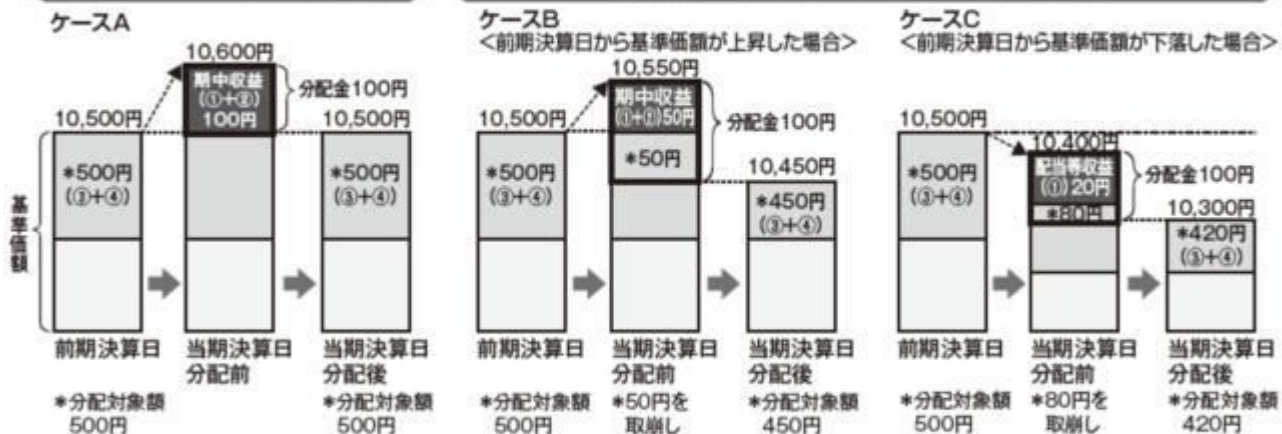 ケースA
10,600円
期中収益
(①+②)
100円
分配金100円
10,500円
10,500円
*500円
(③+④)
*500円
(③+④)
基準価額
前期決算日
当期決算日
分配前
当期決算日
分配後
*分配対象額
500円
*分配対象額
500円
ケースB
<前期決算日から基準価額が上昇した場合>
10,550円
期中収益
(①+②)50円
分配金100円
10,500円
*500円
(③+④)
*50円
10,450円
*450円
(③+④)
前期決算日
当期決算日
分配前
当期決算日
分配後
*分配対象額
500円
*50円を
取崩し
*分配対象額
450円
ケースC
<前期決算日から基準価額が下落した場合>
10,500円
10,400円
配当等収益
(①)20円
分配金100円
*500円
(③+④)
*80円
10,300円
*420円
(③+④)
前期決算日
当期決算日
分配前
当期決算日
分配後
*分配対象額
500円
*80円を
取崩し
*分配対象額
420円